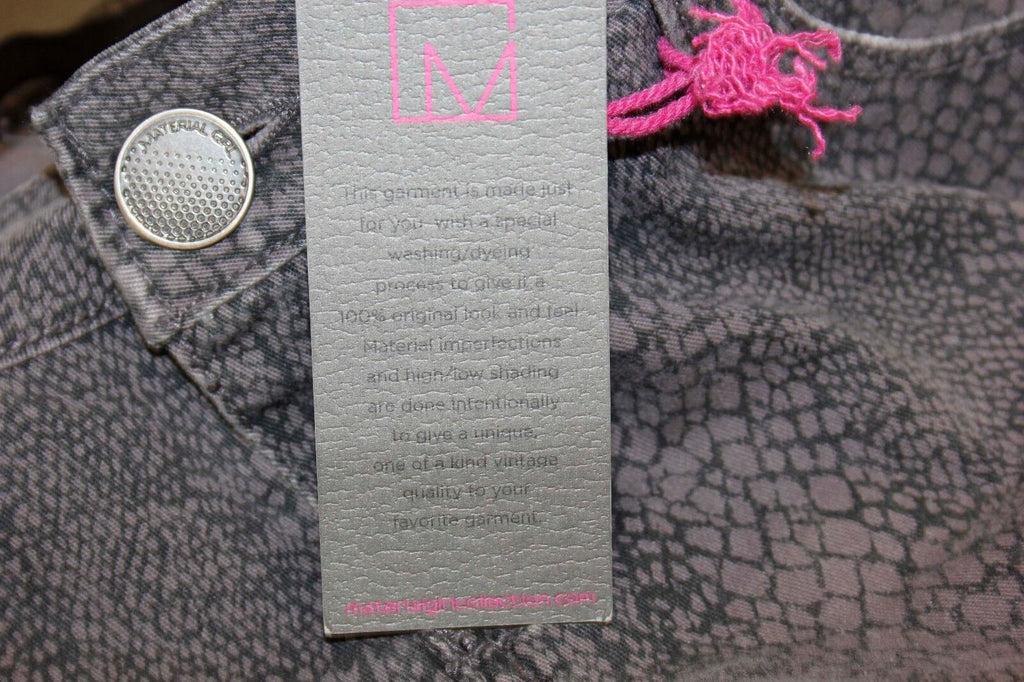 M
MATERIAL GIRL
This garment is made just
for you with a special
washing/dyeing
process to give it a
100% original look and feel
Material imperfections
and high/low shading
are done intentionally
to give a unique,
one of a kind vintage
quality to your
favorite garment.
materialgirlcollection.com